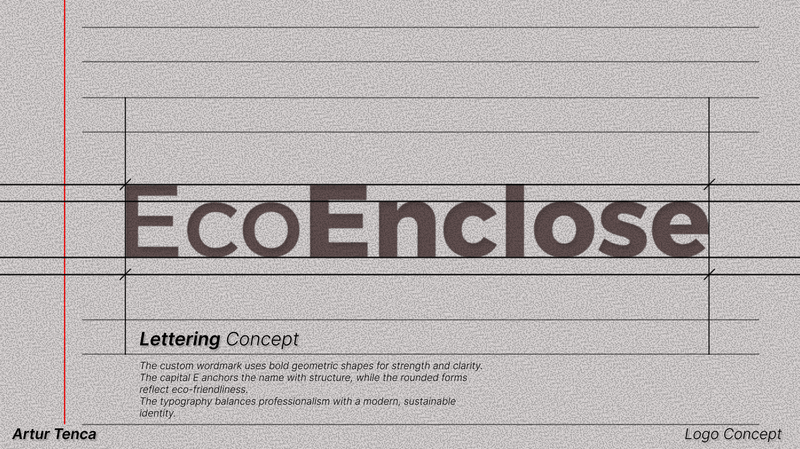 EcoEnclose
Lettering Concept
The custom wordmark uses bold geometric shapes for strength and clarity.
The capital E anchors the name with structure, while the rounded forms
reflect eco-friendliness.
The typography balances professionalism with a modern, sustainable
identity.
Artur Tenca
Logo Concept